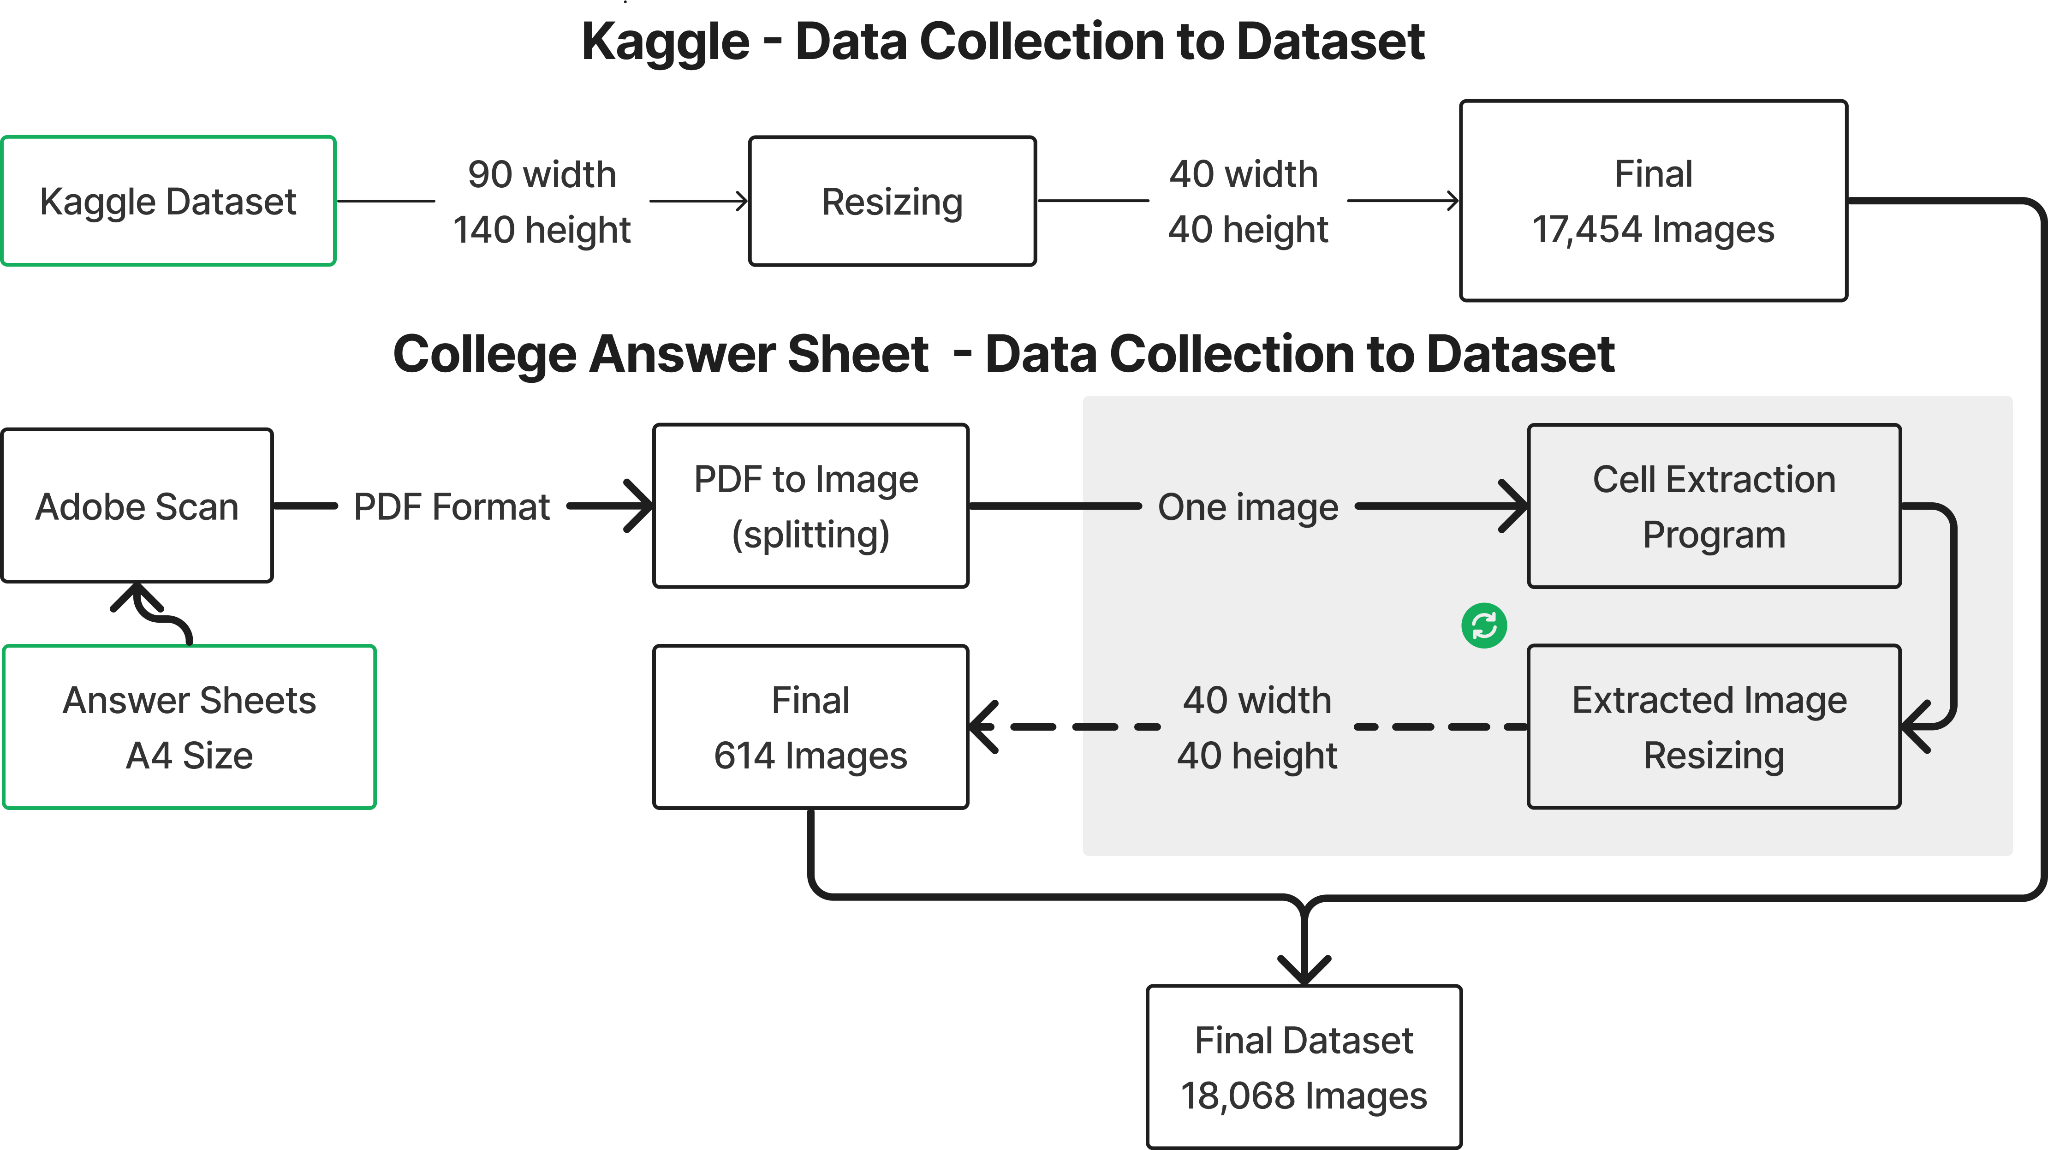 Kaggle - Data Collection to Dataset
Kaggle Dataset
90 width
140 height
Resizing
40 width
40 height
Final
17,454 Images
College Answer Sheet - Data Collection to Dataset
Adobe Scan
PDF Format
PDF to Image
(splitting)
One image
Cell Extraction
Program
Answer Sheets
A4 Size
Final
614 Images
40 width
40 height
Extracted Image
Resizing
Final Dataset
18,068 Images